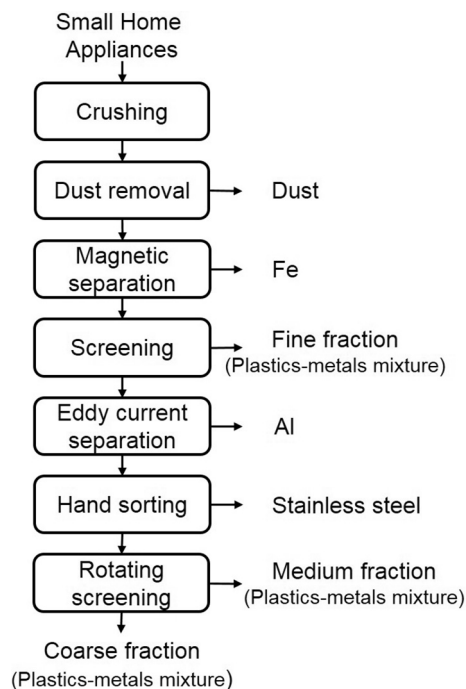 Small Home
Appliances
Crushing
Dust removal
Dust
Magnetic
separation
Fe
Screening
Fine fraction
(Plastics-metals mixture)
Eddy current
separation
Al
Hand sorting
Stainless steel
Rotating
screening
Medium fraction
(Plastics-metals mixture)
Coarse fraction
(Plastics-metals mixture)